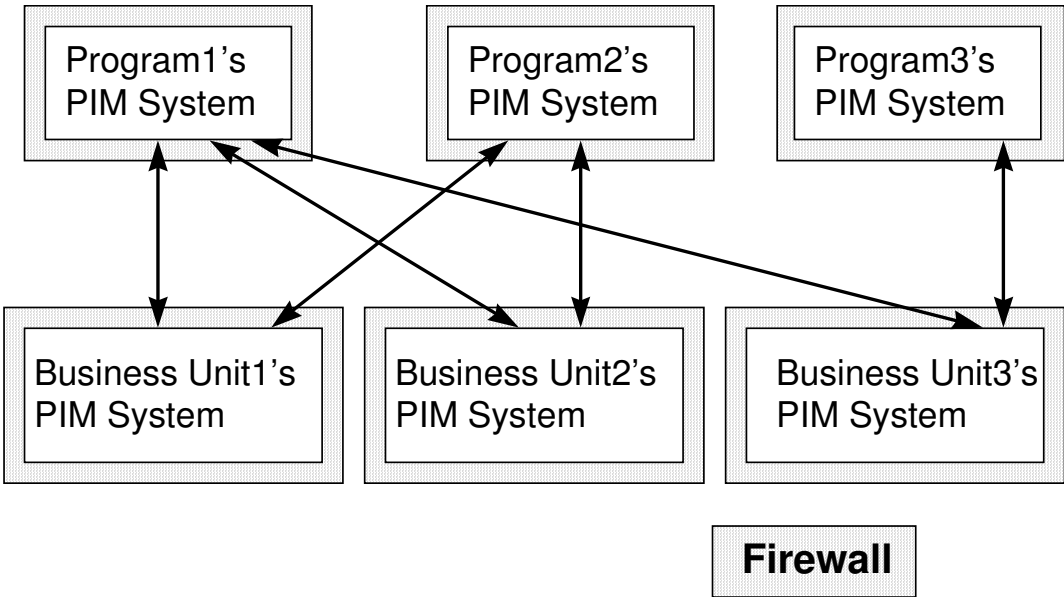 Program1's
PIM System
Program2's
PIM System
Program3's
PIM System
Business Unit1's
PIM System
Business Unit2's
PIM System
Business Unit3's
PIM System
Firewall